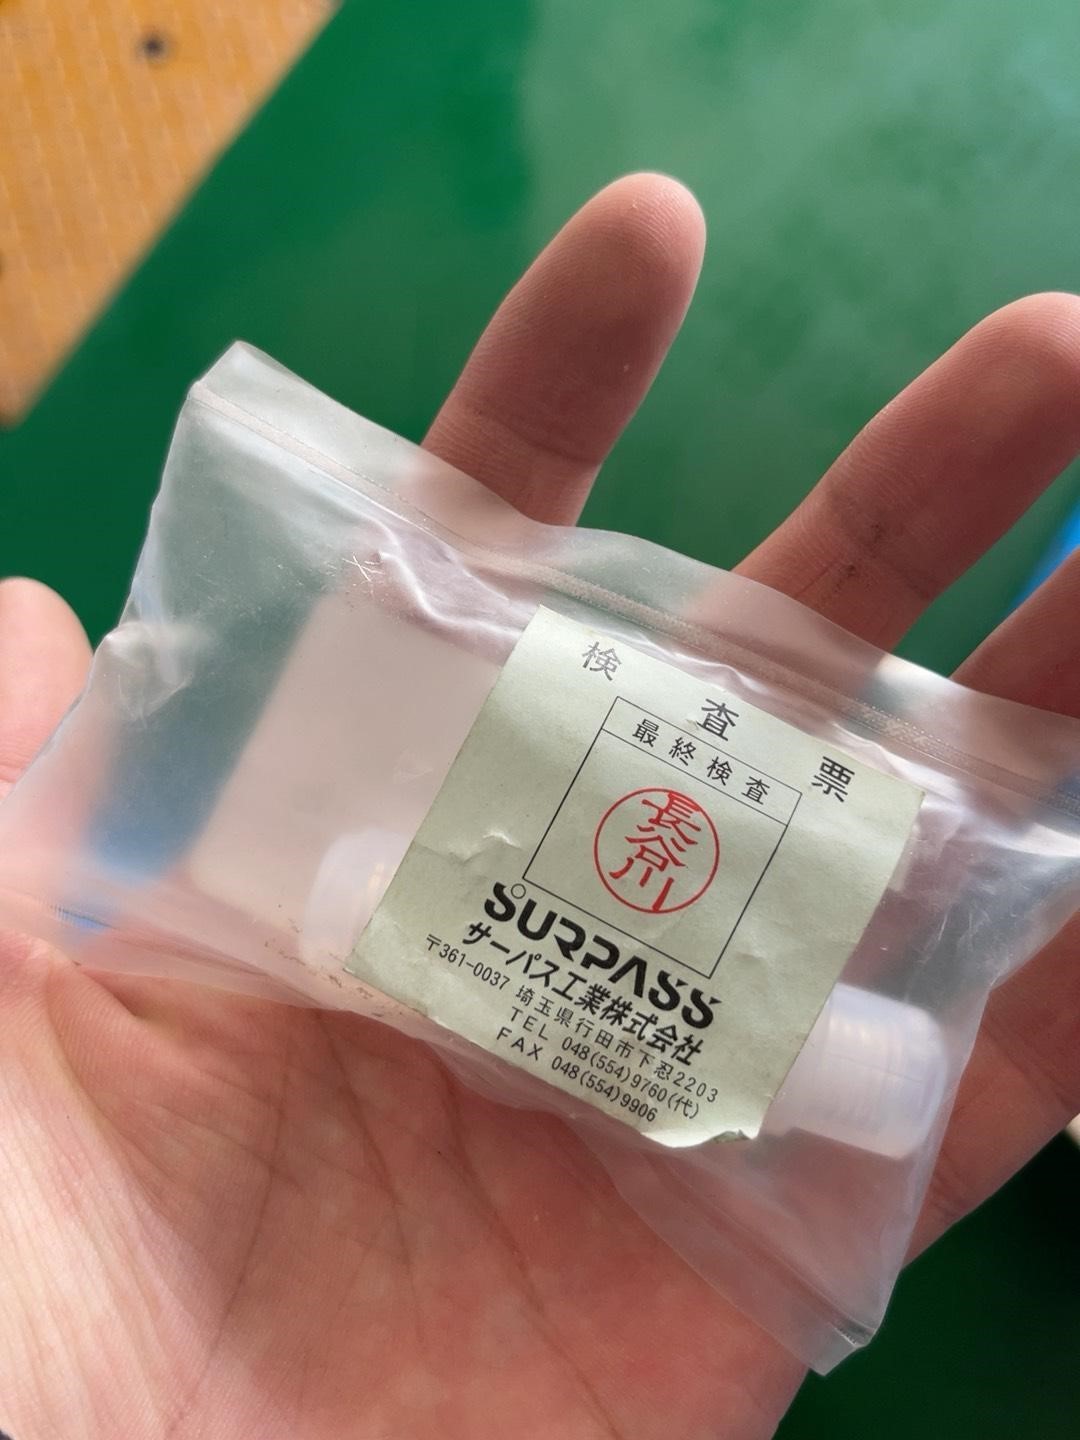 検査票
最終検査
長谷川
SURPASS
サーパス工業株式会社
〒361-0037 埼玉県行田市下忍2203
TEL 048(554)9760(代)
FAX 048(554)9906